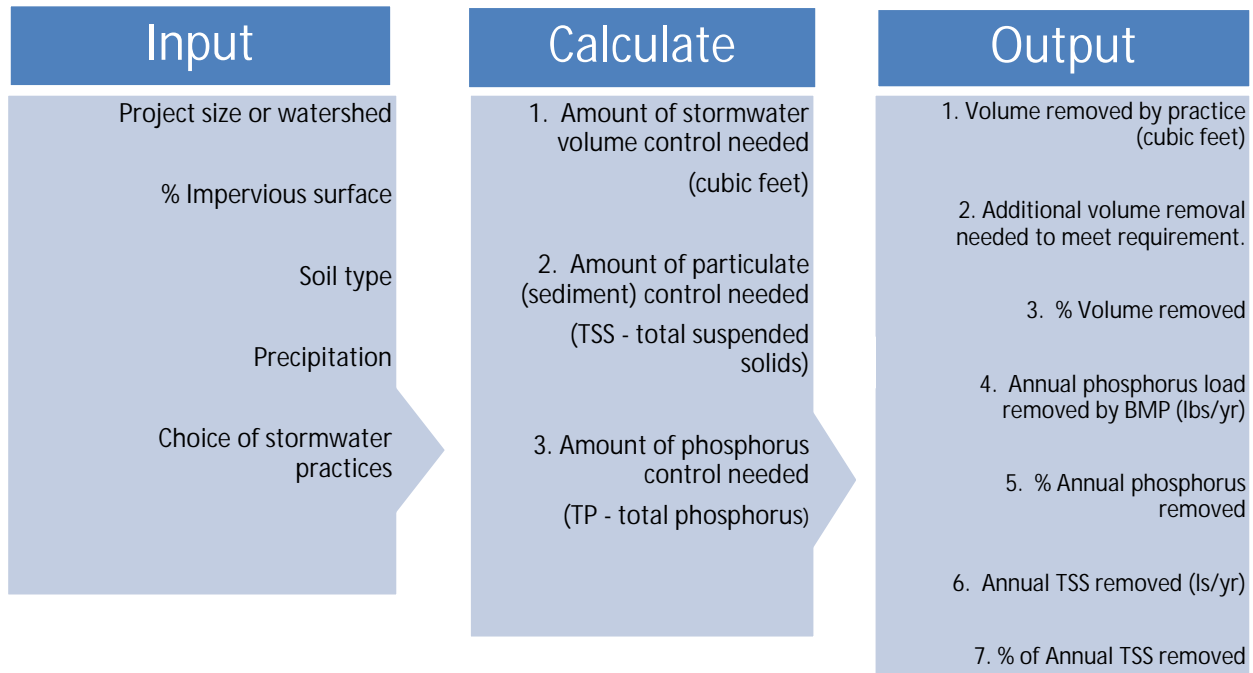 Input
Project size or watershed
% Impervious surface
Soil type
Precipitation
Choice of stormwater
practices
Calculate
1. Amount of stormwater
volume control needed
(cubic feet)
2. Amount of particulate
(sediment) control needed
(TSS - total suspended
solids)
3. Amount of phosphorus
control needed
(TP - total phosphorus)
Output
1. Volume removed by practice
(cubic feet)
2. Additional volume removal
needed to meet requirement.
3. % Volume removed
4. Annual phosphorus load
removed by BMP (lbs/yr)
5. % Annual phosphorus
removed
6. Annual TSS removed (ls/yr)
7. % of Annual TSS removed